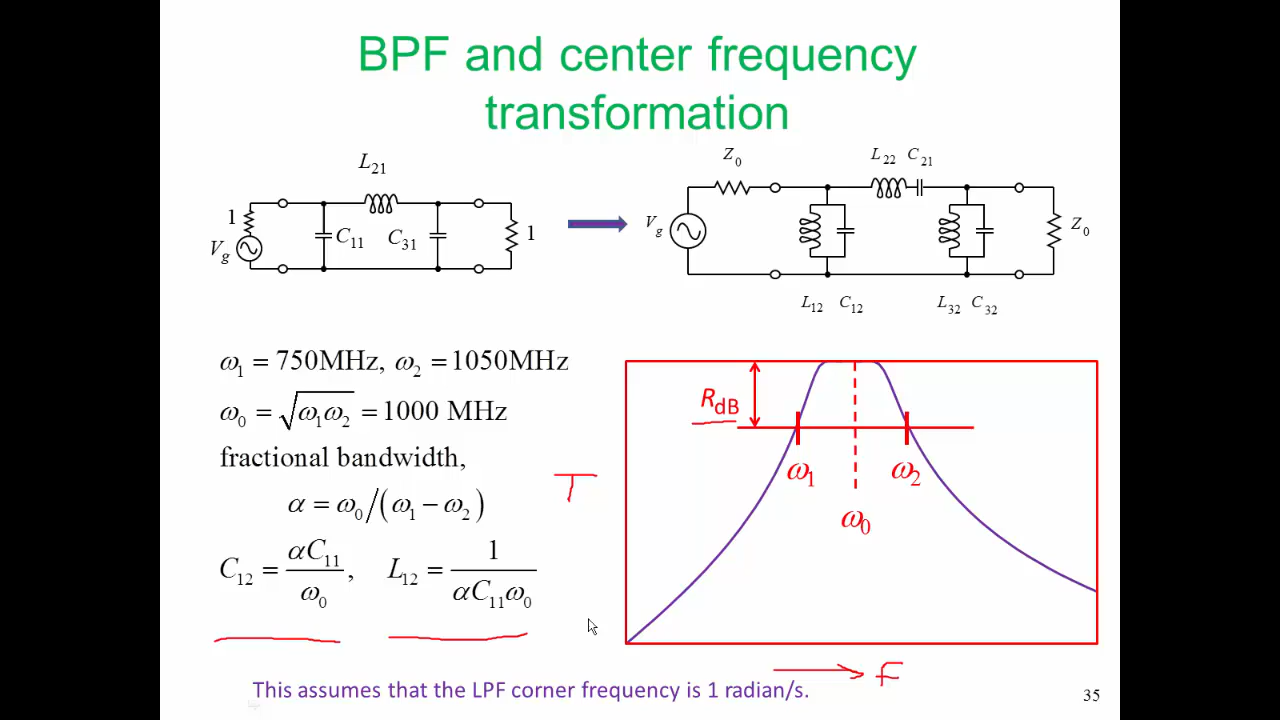 BPF and center frequency
transformation
L21
1
Vg
C11
C31
1
Z0
L22 C21
Vg
Z0
L12 C12
L32 C32
ω1 = 750MHz, ω2 = 1050MHz
ω0 = √ω1ω2 = 1000 MHz
fractional bandwidth,
α = ω0/(ω1 − ω2)
C12 = αC11/ω0, L12 = 1/αC11ω0
RdB
ω1
ω2
ω0
T
F
This assumes that the LPF corner frequency is 1 radian/s.
35